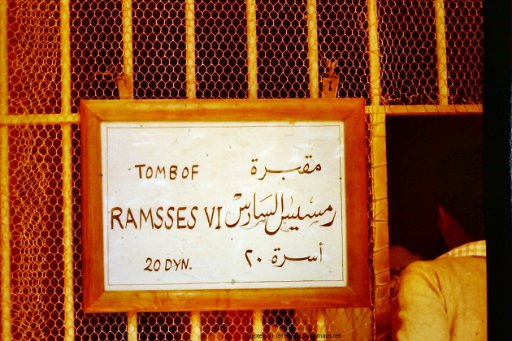 TOMB OF مقبرة
RAMSSES VI رمسيس السادس
20 DYN. أسرة ٢٠